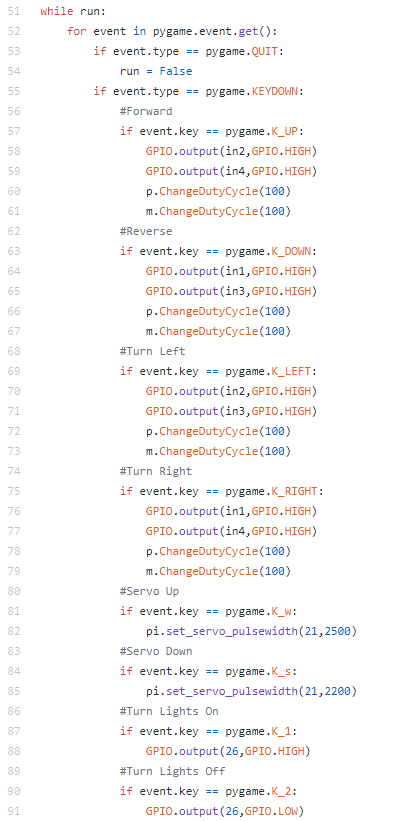 51 while run:
52     for event in pygame.event.get():
53         if event.type == pygame.QUIT:
54             run = False
55         if event.type == pygame.KEYDOWN:
56             #Forward
57             if event.key == pygame.K_UP:
58                 GPIO.output(in2,GPIO.HIGH)
59                 GPIO.output(in4,GPIO.HIGH)
60                 p.ChangeDutyCycle(100)
61                 m.ChangeDutyCycle(100)
62             #Reverse
63             if event.key == pygame.K_DOWN:
64                 GPIO.output(in1,GPIO.HIGH)
65                 GPIO.output(in3,GPIO.HIGH)
66                 p.ChangeDutyCycle(100)
67                 m.ChangeDutyCycle(100)
68             #Turn Left
69             if event.key == pygame.K_LEFT:
70                 GPIO.output(in2,GPIO.HIGH)
71                 GPIO.output(in3,GPIO.HIGH)
72                 p.ChangeDutyCycle(100)
73                 m.ChangeDutyCycle(100)
74             #Turn Right
75             if event.key == pygame.K_RIGHT:
76                 GPIO.output(in1,GPIO.HIGH)
77                 GPIO.output(in4,GPIO.HIGH)
78                 p.ChangeDutyCycle(100)
79                 m.ChangeDutyCycle(100)
80             #Servo Up
81             if event.key == pygame.K_w:
82                 pi.set_servo_pulsewidth(21,2500)
83             #Servo Down
84             if event.key == pygame.K_s:
85                 pi.set_servo_pulsewidth(21,2200)
86             #Turn Lights On
87             if event.key == pygame.K_1:
88                 GPIO.output(26,GPIO.HIGH)
89             #Turn Lights Off
90             if event.key == pygame.K_2:
91                 GPIO.output(26,GPIO.LOW)